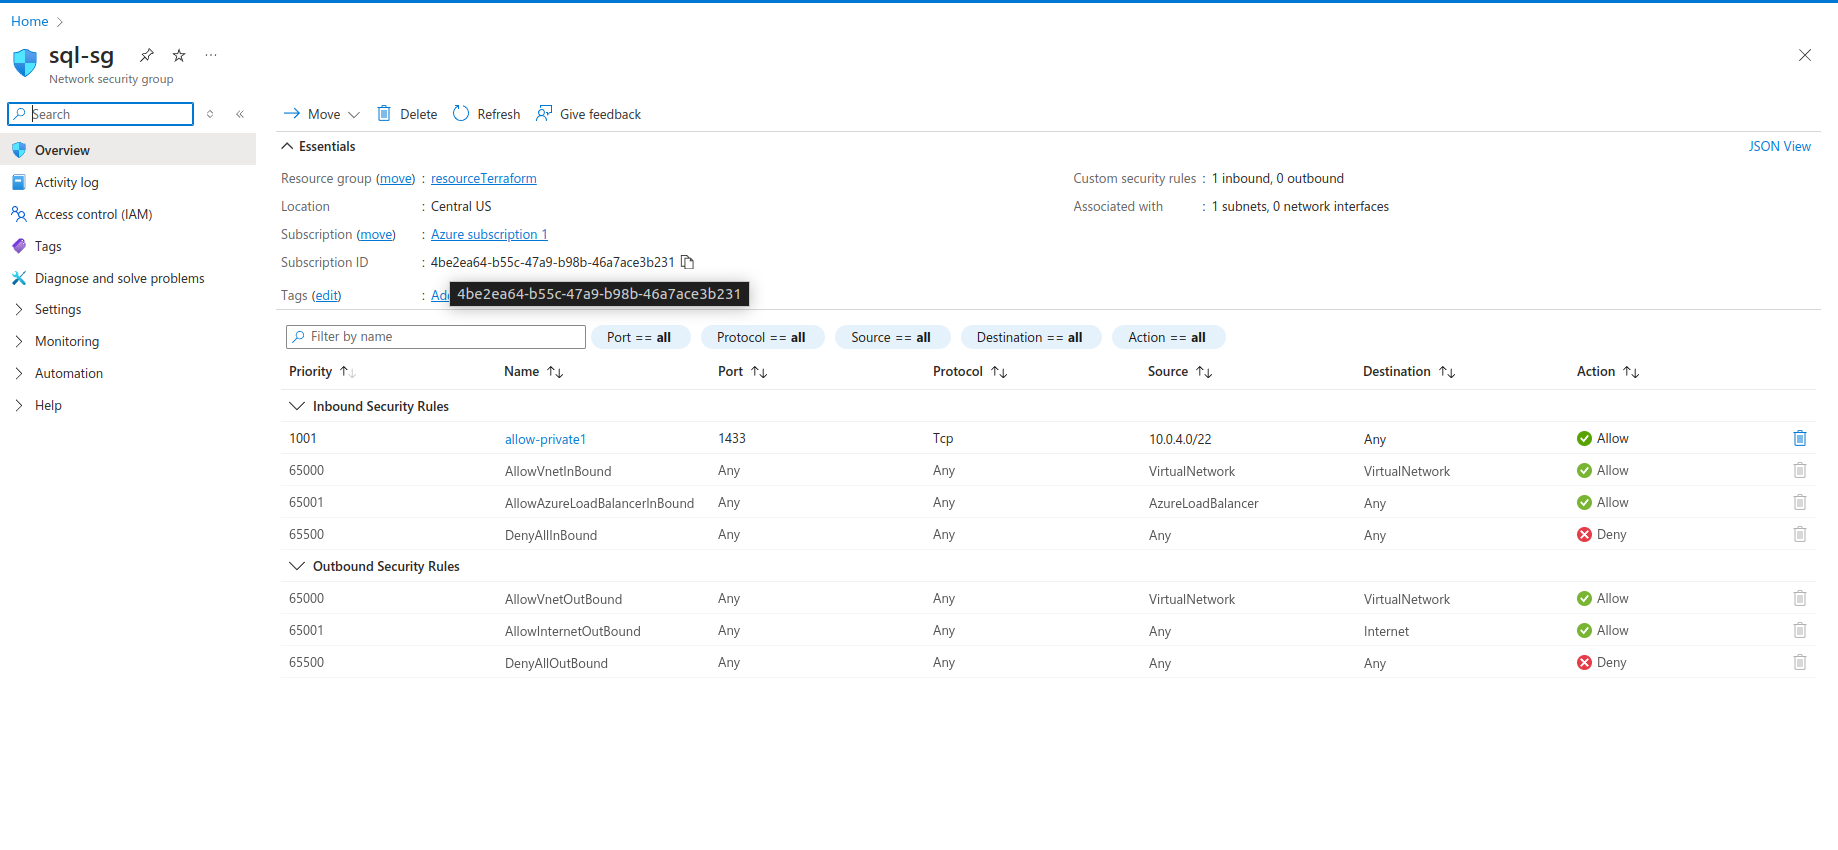 Home
sql-sg
Network security group
Search
Move Delete Refresh Give feedback
Overview
Activity log
Access control (IAM)
Tags
Diagnose and solve problems
Settings
Monitoring
Automation
Help
Essentials JSON View
Resource group (move) : resourceTerraform Custom security rules : 1 inbound, 0 outbound
Location : Central US Associated with : 1 subnets, 0 network interfaces
Subscription (move) : Azure subscription 1
Subscription ID : 4be2ea64-b55c-47a9-b98b-46a7ace3b231
Tags (edit) : 4be2ea64-b55c-47a9-b98b-46a7ace3b231
Filter by name Port == all Protocol == all Source == all Destination == all Action == all
Priority Name Port Protocol Source Destination Action
Inbound Security Rules
1001 allow-private1 1433 Tcp 10.0.4.0/22 Any Allow
65000 AllowVnetInBound Any Any VirtualNetwork VirtualNetwork Allow
65001 AllowAzureLoadBalancerInBound Any Any AzureLoadBalancer Any Allow
65500 DenyAllInBound Any Any Any Any Deny
Outbound Security Rules
65000 AllowVnetOutBound Any Any VirtualNetwork VirtualNetwork Allow
65001 AllowInternetOutBound Any Any Any Internet Allow
65500 DenyAllOutBound Any Any Any Any Deny